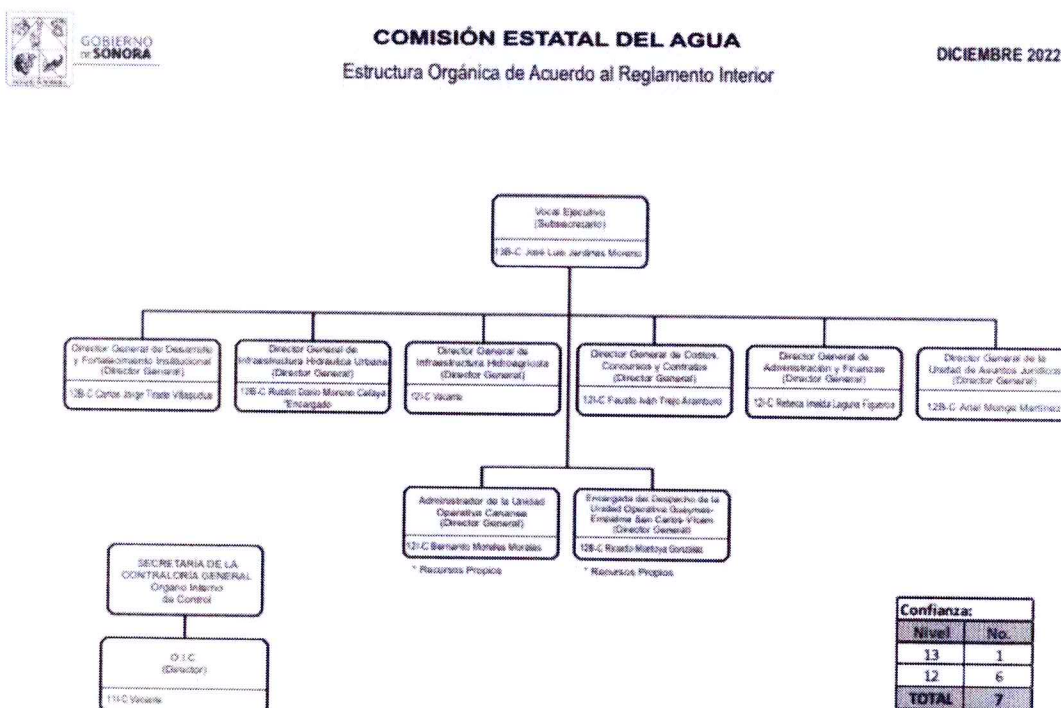 GOBIERNO
DE SONORA
COMISIÓN ESTATAL DEL AGUA
Estructura Orgánica de Acuerdo al Reglamento Interior
DICIEMBRE 2022
Vocal Ejecutivo
(Subsecretario)
13B-C José Luis Jardines Moreno
Director General de Desarrollo
y Fortalecimiento Institucional
(Director General)
12B-C Carlos Jorge Tirado
Director General de
Infraestructura Hidráulica Urbana
(Director General)
12B-C Rubén Darío Moreno Celaya
*Encargado
Director General de
Infraestructura Hidroagrícola
(Director General)
12I-C Vacante
Director General de Costos,
Concursos y Contratos
(Director General)
12I-C Fausto Iván Trejo Aramburo
Director General de
Administración y Finanzas
(Director General)
12I-C Rebeca Imelda Laguna Figueroa
Director General de la
Unidad de Asuntos Jurídicos
(Director General)
12B-C Ariel Monge Martínez
Administrador de la Unidad
Operativa Cananea
(Director General)
12I-C Bernardo Morales Morales
* Recursos Propios
Encargado del Despacho de la
Unidad Operativa Guaymas-
Empalme San Carlos-Vícam
(Director General)
12B-C Ricardo Montoya González
* Recursos Propios
SECRETARÍA DE LA
CONTRALORÍA GENERAL
Órgano Interno
de Control
O.I.C
(Director)
11I-C Vacante
Confianza:
Nivel No.
13 1
12 6
TOTAL 7